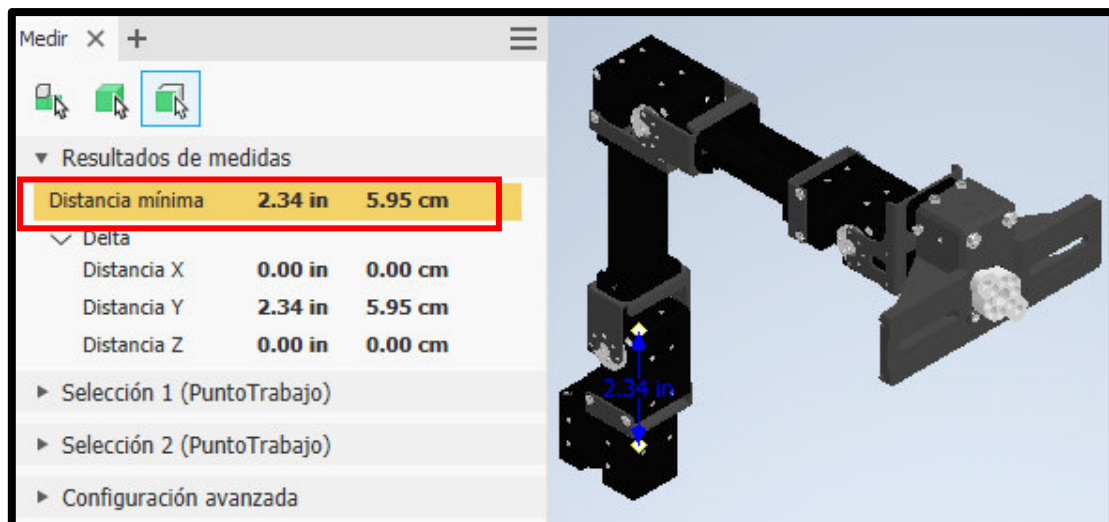 Medir
Resultados de medidas
Distancia mínima 2.34 in 5.95 cm
Delta
Distancia X 0.00 in 0.00 cm
Distancia Y 2.34 in 5.95 cm
Distancia Z 0.00 in 0.00 cm
Selección 1 (PuntoTrabajo)
Selección 2 (PuntoTrabajo)
Configuración avanzada
2.34 in